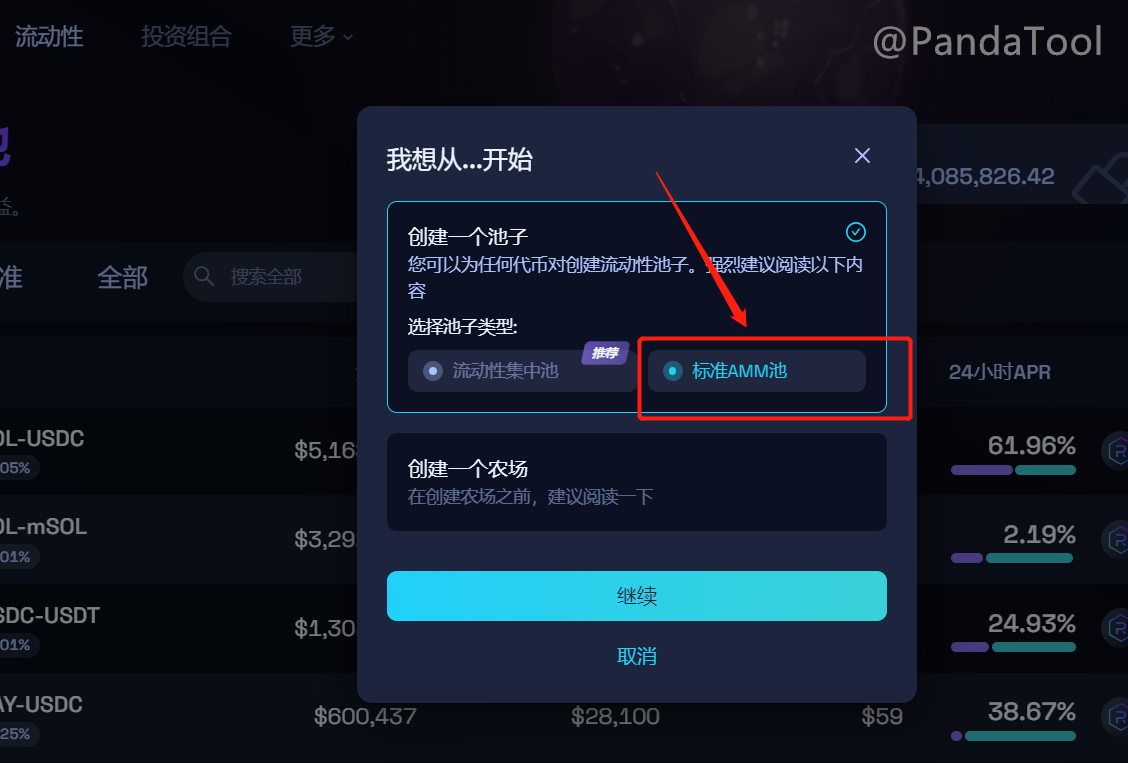 流动性 投资组合 更多
@PandaTool
我想从...开始
4,085,826.42
益。
创建一个池子
您可以为任何代币对创建流动性池子。强烈建议阅读以下内
容
准 全部 搜索全部
选择池子类型:
推荐
流动性集中池 标准AMM池
24小时APR
OL-USDC $5,168 61.96%
05%
创建一个农场
在创建农场之前，建议阅读一下
OL-mSOL $3,29 2.19%
01%
继续
SDC-USDT $1,30 24.93%
01%
取消
AY-USDC $600,437 $28,100 $59 38.67%
25%